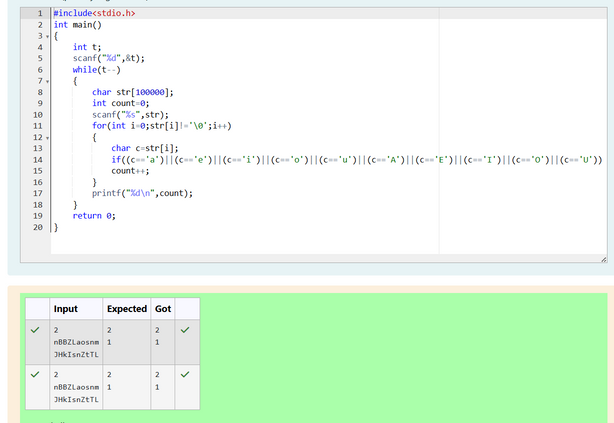 1 #include<stdio.h>
2 int main()
3 {
4 int t;
5 scanf("%d",&t);
6 while(t--)
7 {
8 char str[100000];
9 int count=0;
10 scanf("%s",str);
11 for(int i=0;str[i]!='\0';i++)
12 {
13 char c=str[i];
14 if((c=='a')||(c=='e')||(c=='i')||(c=='o')||(c=='u')||(c=='A')||(c=='E')||(c=='I')||(c=='O')||(c=='U'))
15 count++;
16 }
17 printf("%d\n",count);
18 }
19 return 0;
20 }
Input Expected Got
2 2 2
nBBZLaosnm 1 1
JHkIsnZtTL
2 2 2
nBBZLaosnm 1 1
JHkIsnZtTL